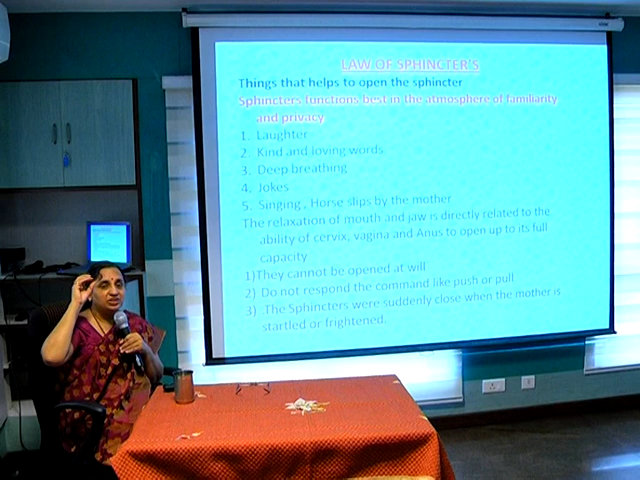 LAW OF SPHINCTER'S
Things that helps to open the sphincter
Sphincters functions best in the atmosphere of familiarity
and privacy
1. Laughter
2. Kind and loving words
3. Deep breathing
4. Jokes
5. Singing , Horse slips by the mother
The relaxation of mouth and jaw is directly related to the
ability of cervix, vagina and Anus to open up to its full
capacity
1)They cannot be opened at will
2) Do not respond the command like push or pull
3) The Sphincters were suddenly close when the mother is
startled or frightened.